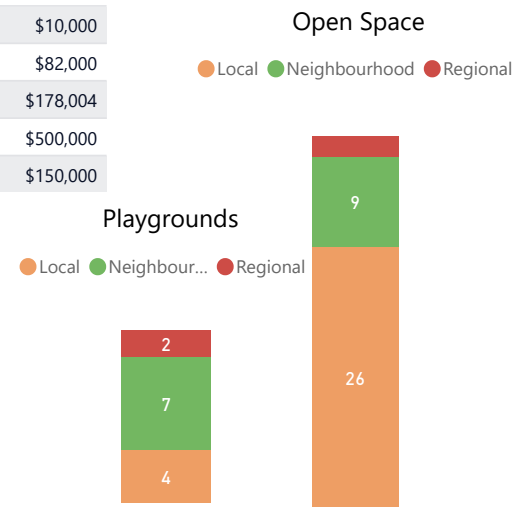 $10,000
$82,000
$178,004
$500,000
$150,000
Open Space
Local Neighbourhood Regional
9
26
Playgrounds
Local Neighbour... Regional
2
7
4